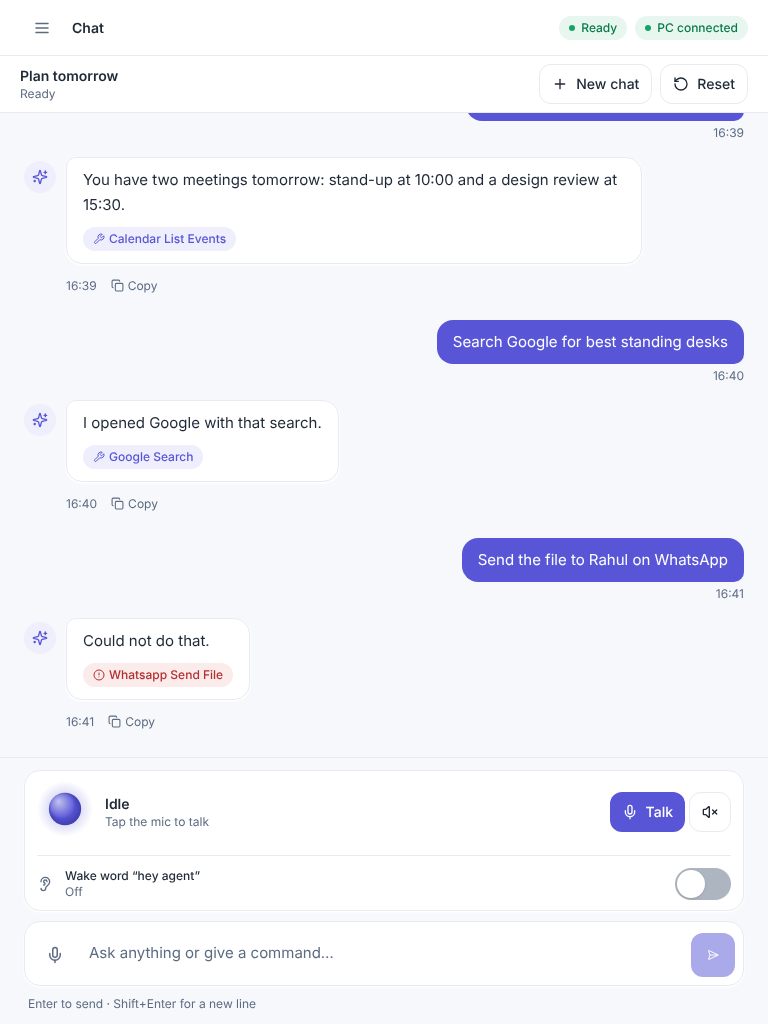 Chat
Ready
PC connected
Plan tomorrow
Ready
New chat
Reset
16:39
You have two meetings tomorrow: stand-up at 10:00 and a design review at
15:30.
Calendar List Events
16:39
Copy
Search Google for best standing desks
16:40
I opened Google with that search.
Google Search
16:40
Copy
Send the file to Rahul on WhatsApp
16:41
Could not do that.
Whatsapp Send File
16:41
Copy
Idle
Tap the mic to talk
Talk
Wake word “hey agent”
Off
Ask anything or give a command...
Enter to send · Shift+Enter for a new line